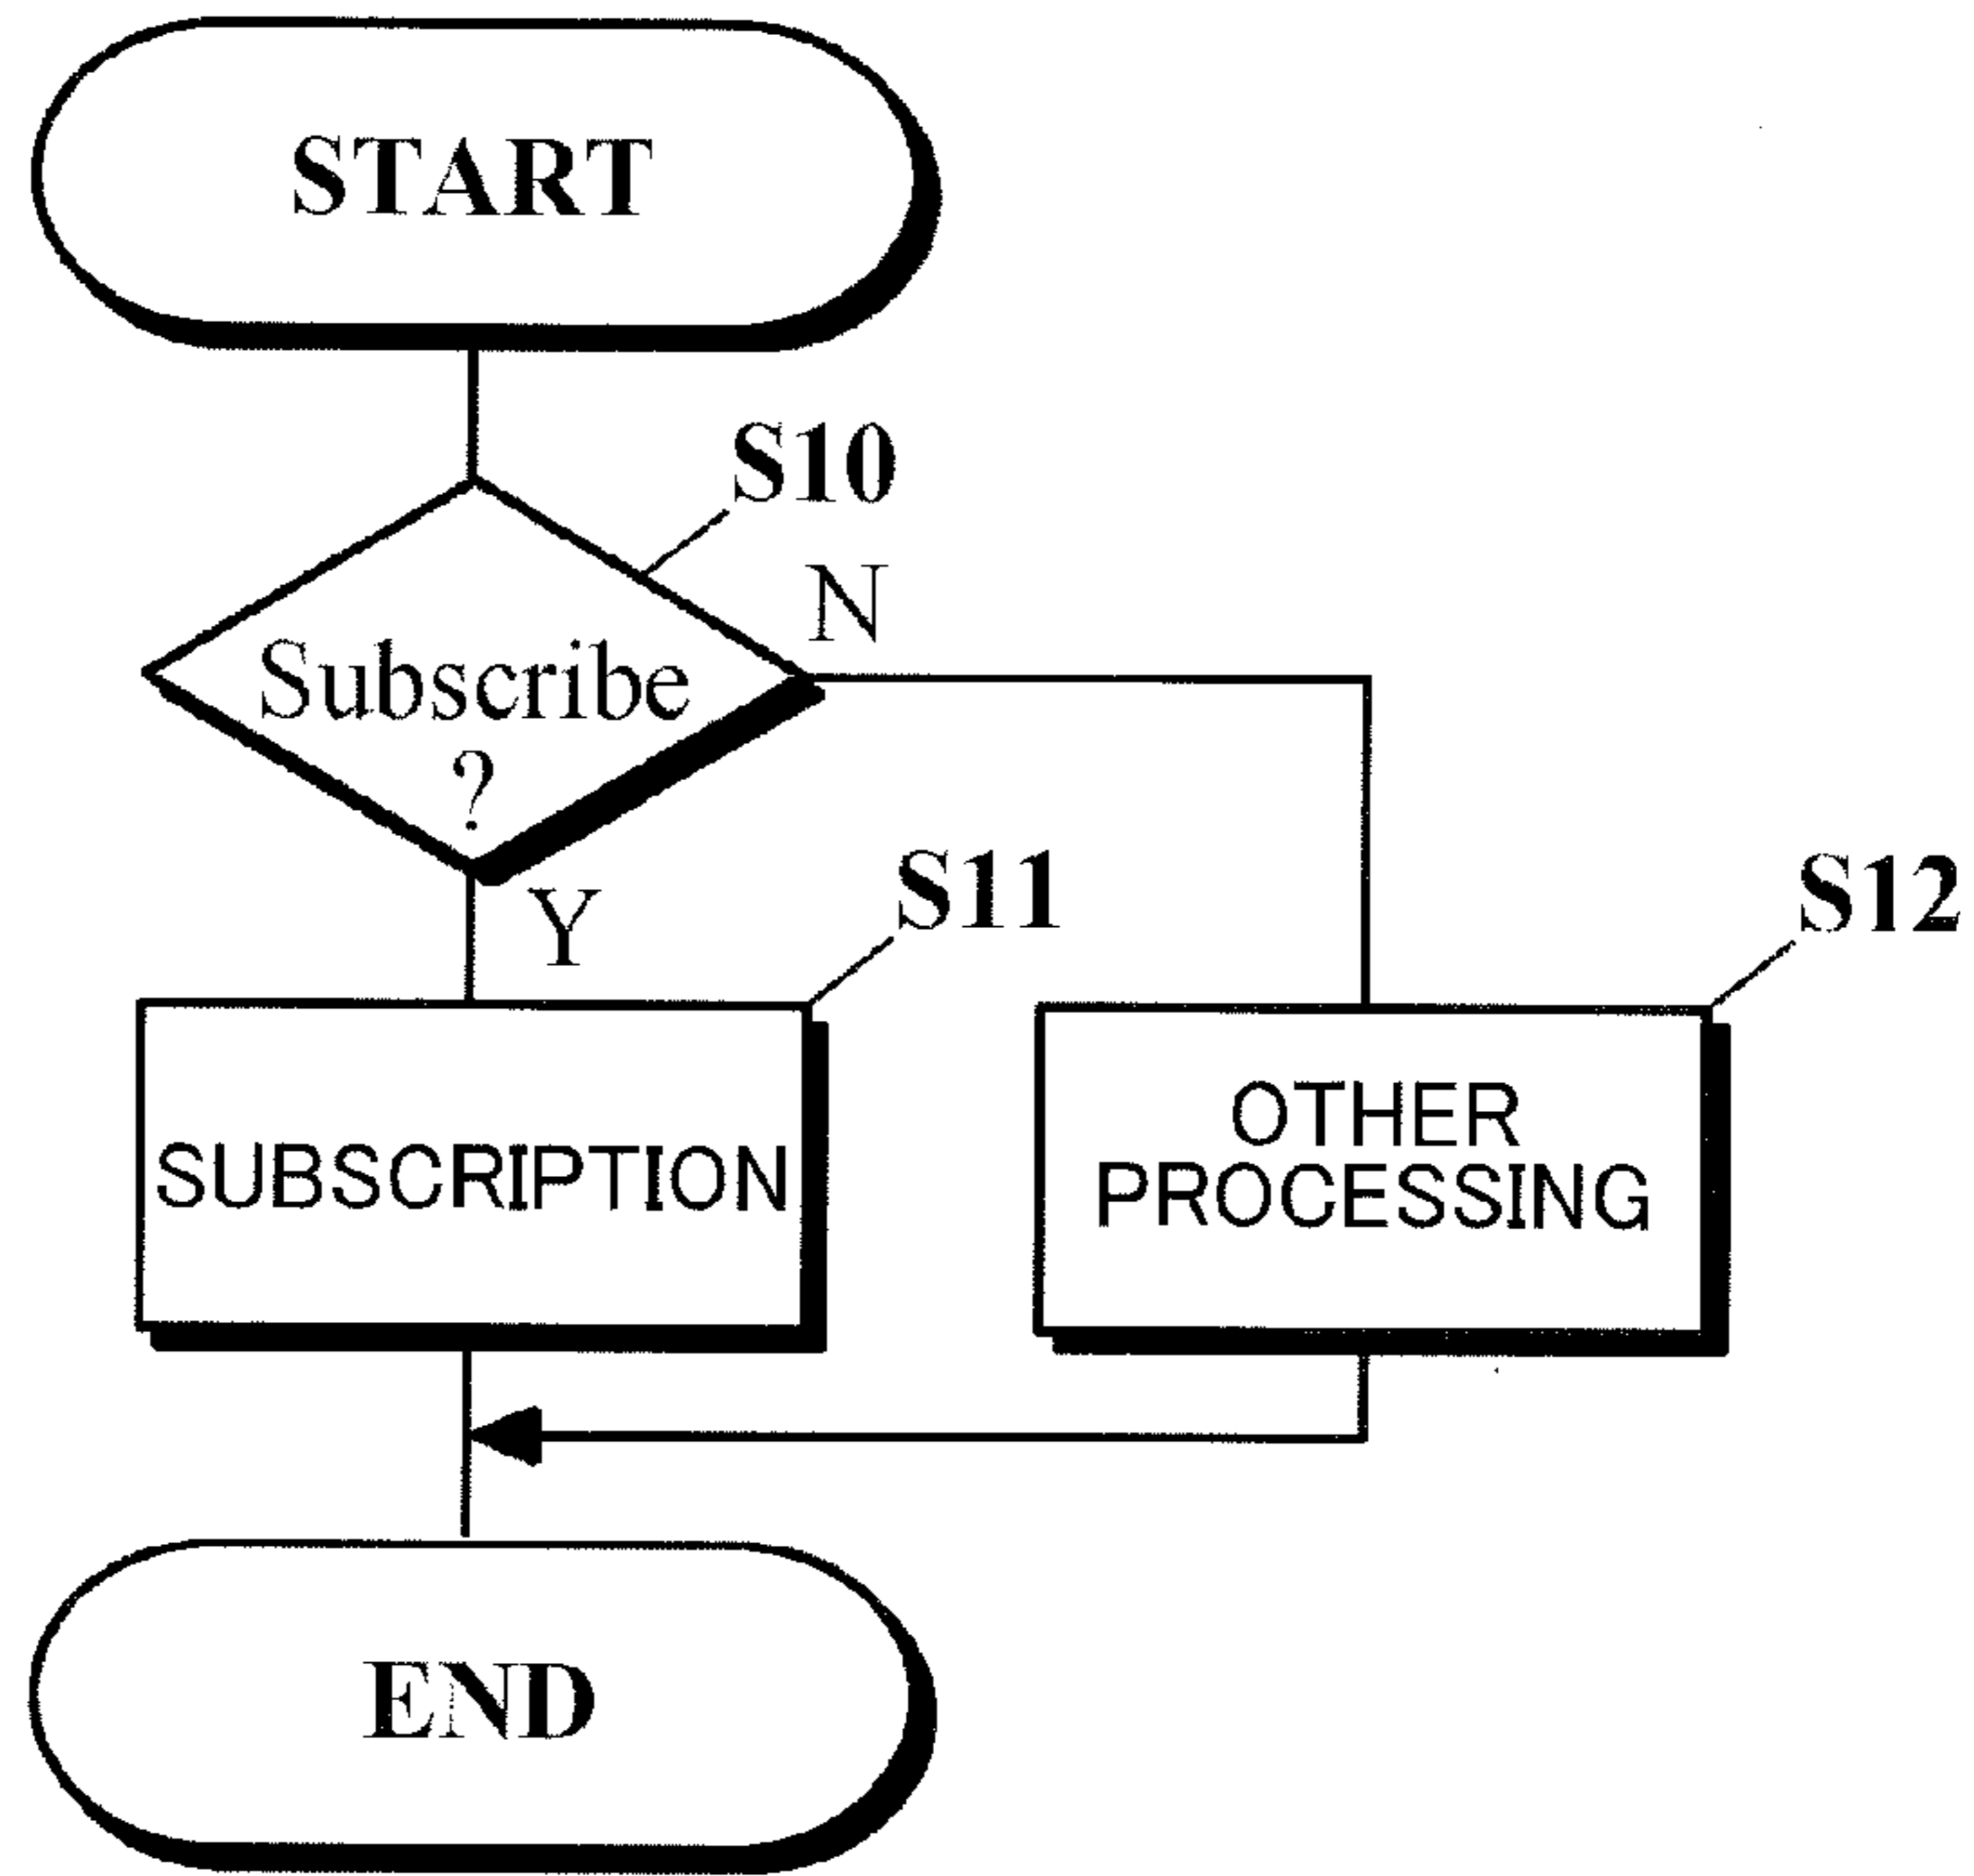 START
S10
N
Subscribe
?
Y
S11
S12
SUBSCRIPTION
OTHER
PROCESSING
END